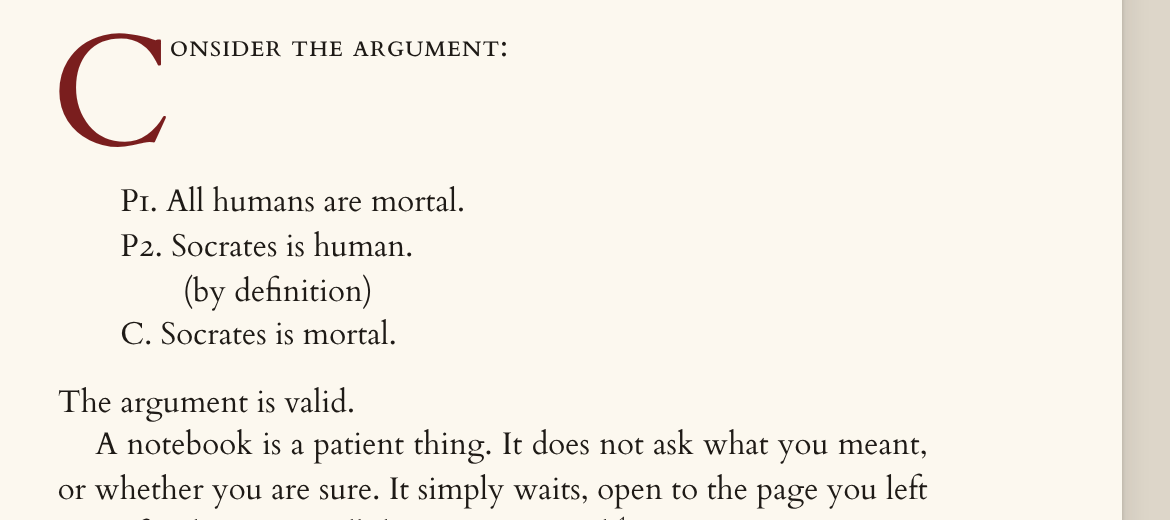 CONSIDER THE ARGUMENT:
P1. All humans are mortal.
P2. Socrates is human.
(by definition)
C. Socrates is mortal.
The argument is valid.
A notebook is a patient thing. It does not ask what you meant,
or whether you are sure. It simply waits, open to the page you left